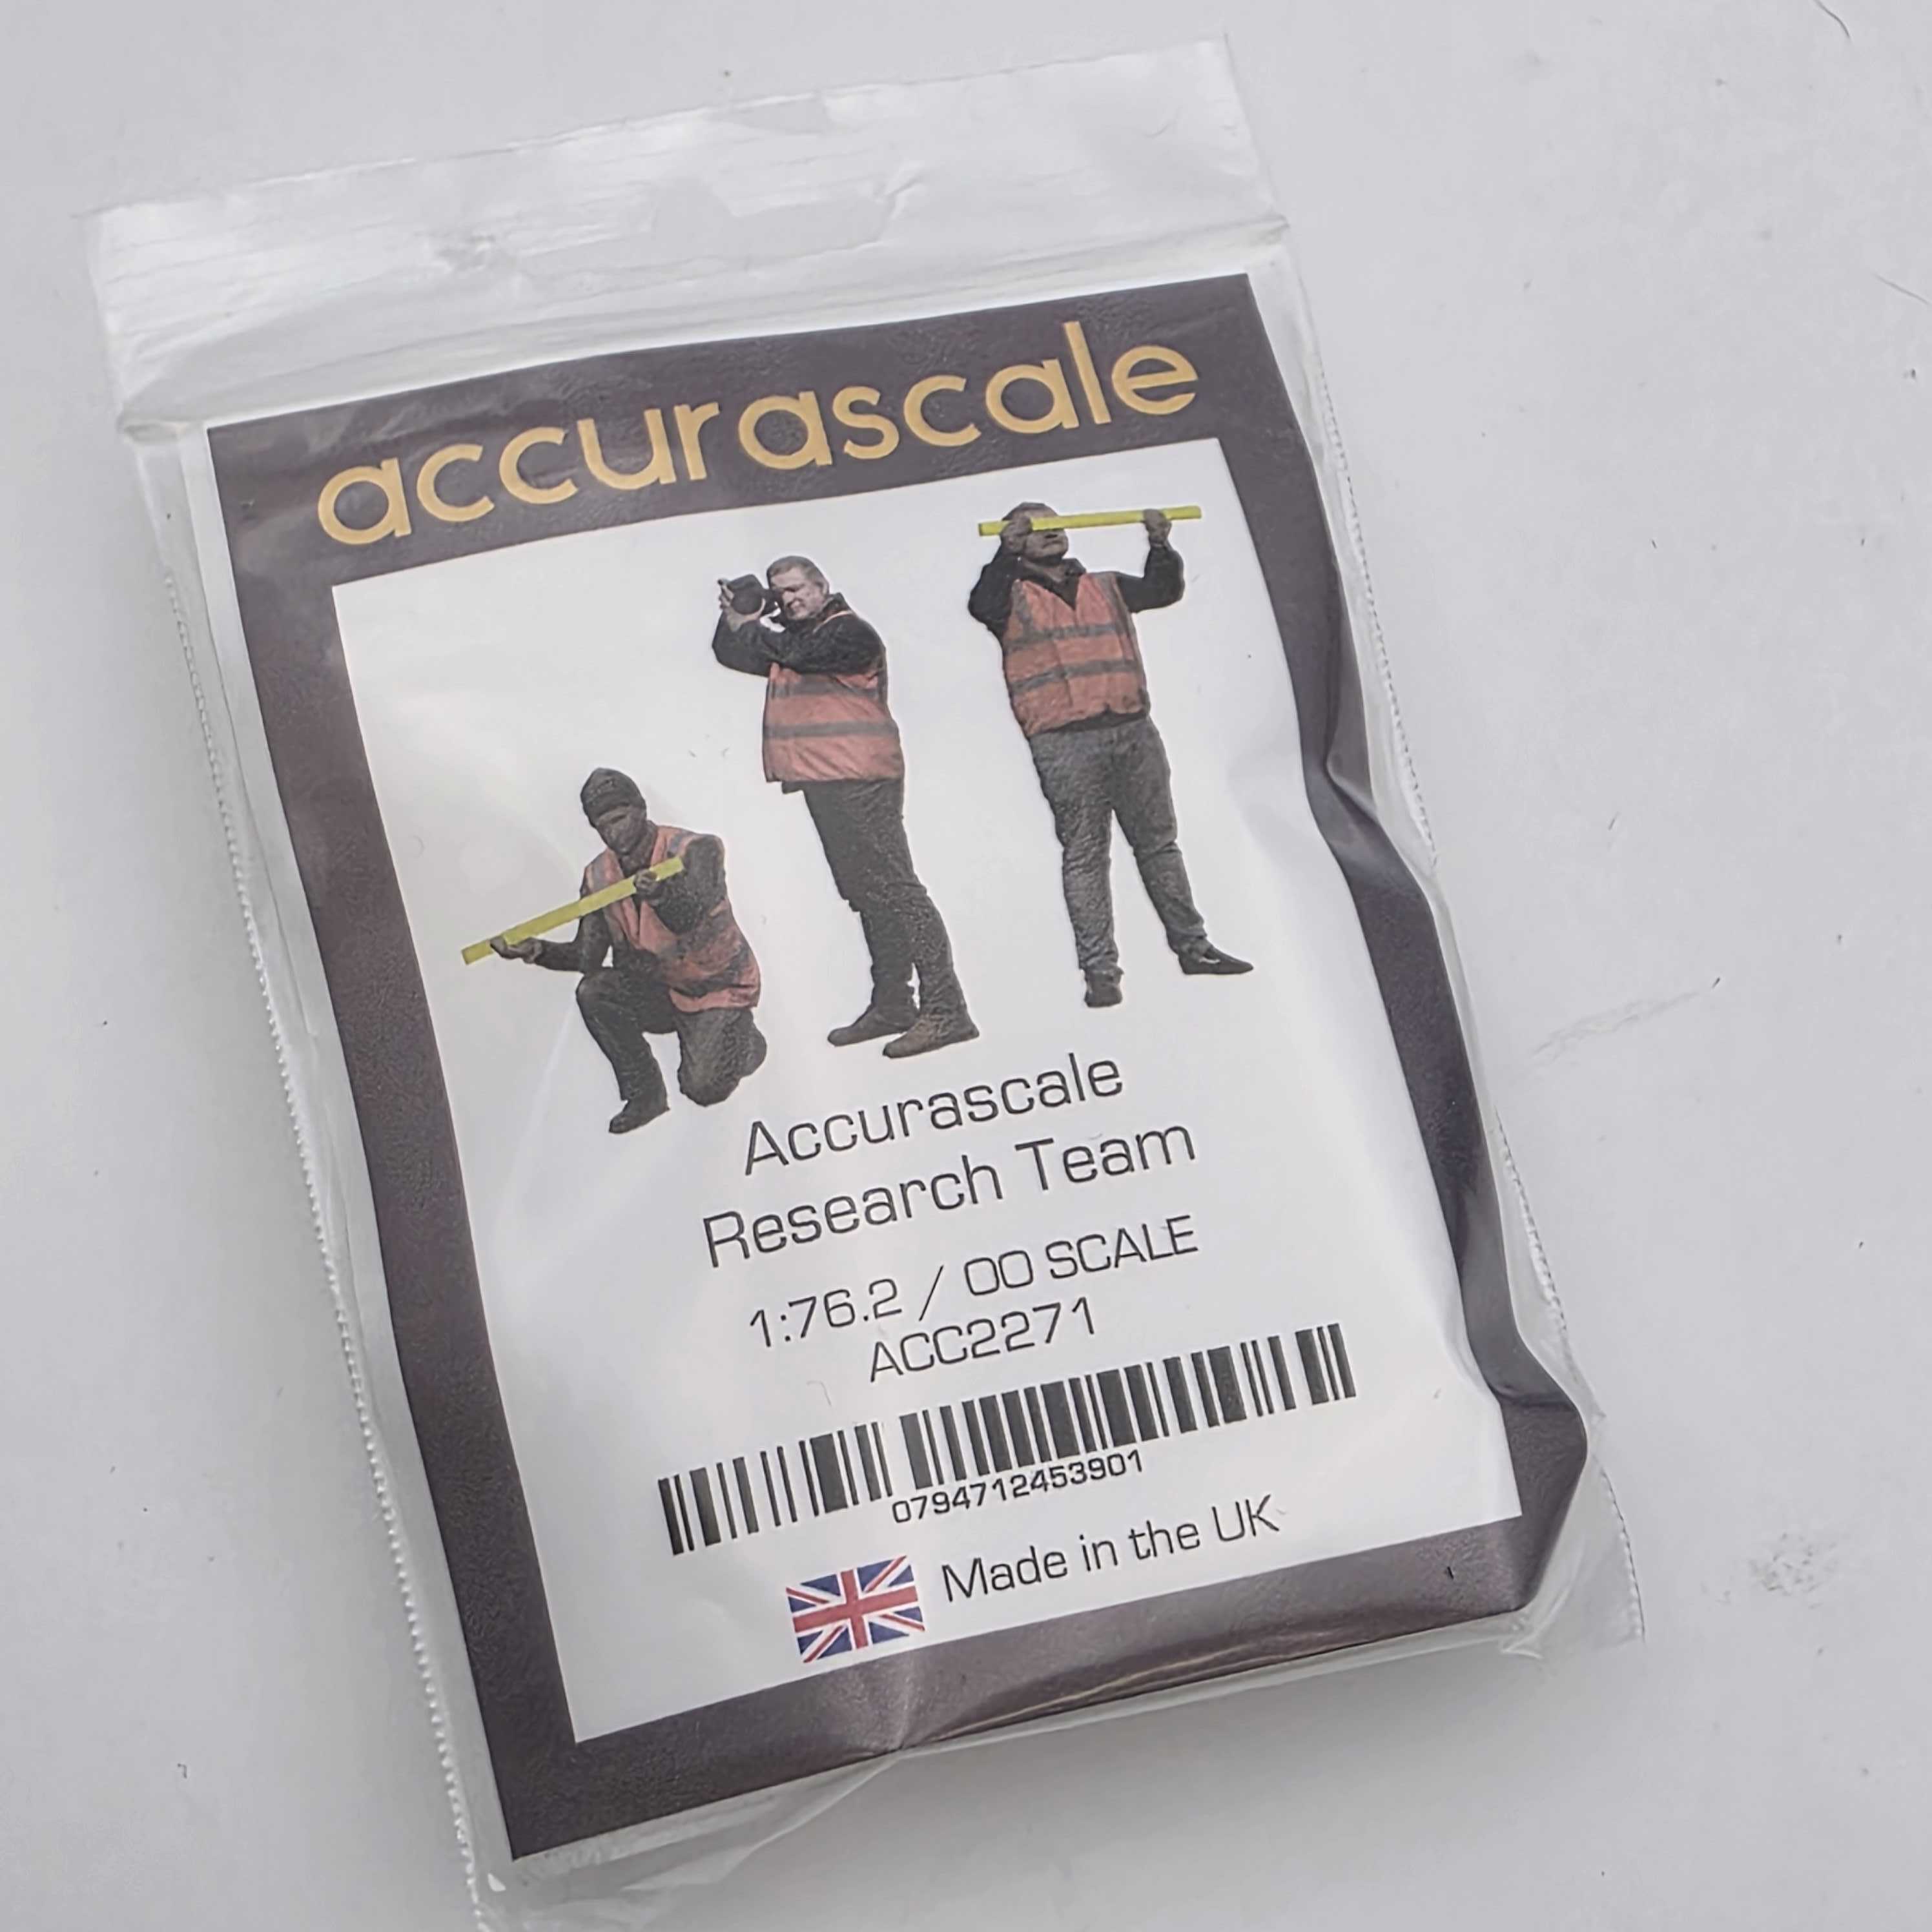 accurascale
Accurascale
Research Team
1:76.2 / OO SCALE
ACC2271
0794712453901
Made in the UK